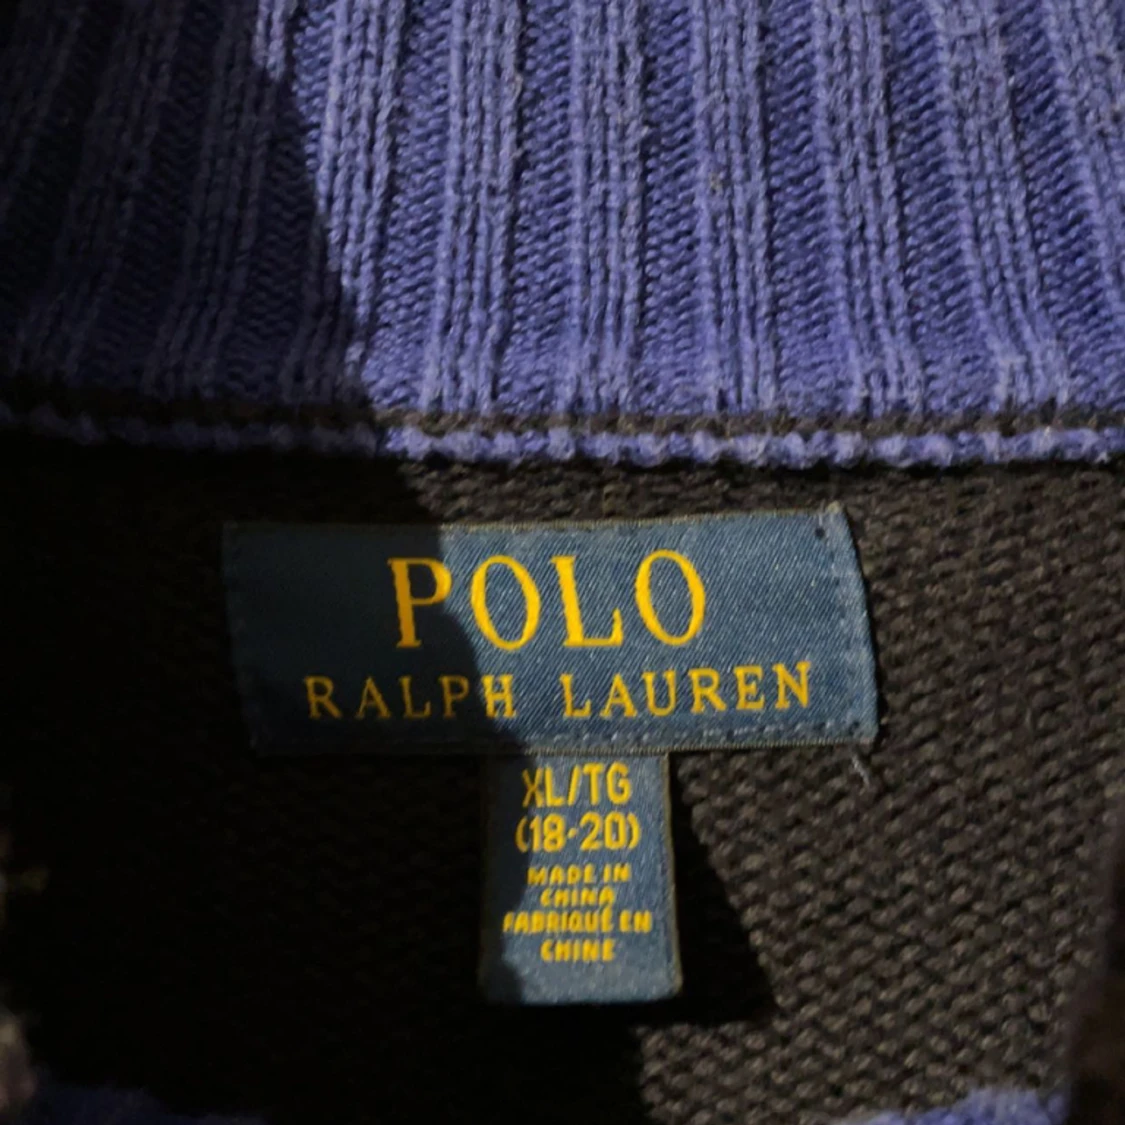 POLO
RALPH LAUREN
XL/TG
(18-20)
MADE IN
CHINA
FABRIQUÉ EN
CHINE